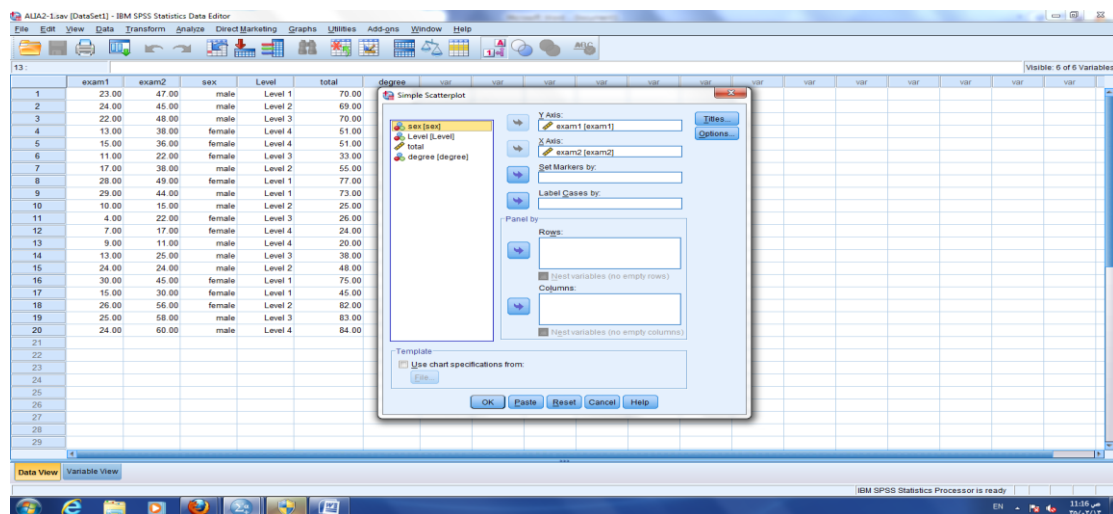 ALIA2-1.sav [DataSet1] - IBM SPSS Statistics Data Editor
File Edit View Data Transform Analyze Direct Marketing Graphs Utilities Add-ons Window Help
13 :
Visible: 6 of 6 Variables
exam1 exam2 sex Level total degree var var var var var var var var var var var var
1 23.00 47.00 male Level 1 70.00
2 24.00 45.00 male Level 2 69.00
3 22.00 48.00 male Level 3 70.00
4 13.00 38.00 female Level 4 51.00
5 15.00 36.00 female Level 4 51.00
6 11.00 22.00 female Level 3 33.00
7 17.00 38.00 male Level 2 55.00
8 28.00 49.00 female Level 1 77.00
9 29.00 44.00 male Level 1 73.00
10 10.00 15.00 male Level 2 25.00
11 4.00 22.00 female Level 3 26.00
12 7.00 17.00 female Level 4 24.00
13 9.00 11.00 male Level 4 20.00
14 13.00 25.00 male Level 3 38.00
15 24.00 24.00 male Level 2 48.00
16 30.00 45.00 female Level 1 75.00
17 15.00 30.00 female Level 1 45.00
18 26.00 56.00 female Level 2 82.00
19 25.00 58.00 male Level 3 83.00
20 24.00 60.00 male Level 4 84.00
21
22
23
24
25
26
27
28
29
Simple Scatterplot
sex [sex]
Level [Level]
total
degree [degree]
Y Axis:
exam1 [exam1]
X Axis:
exam2 [exam2]
Set Markers by:
Label Cases by:
Panel by
Rows:
Nest variables (no empty rows)
Columns:
Nest variables (no empty columns)
Titles...
Options...
Template
Use chart specifications from:
File...
OK Paste Reset Cancel Help
Data View Variable View
IBM SPSS Statistics Processor is ready
EN
11:16 ص